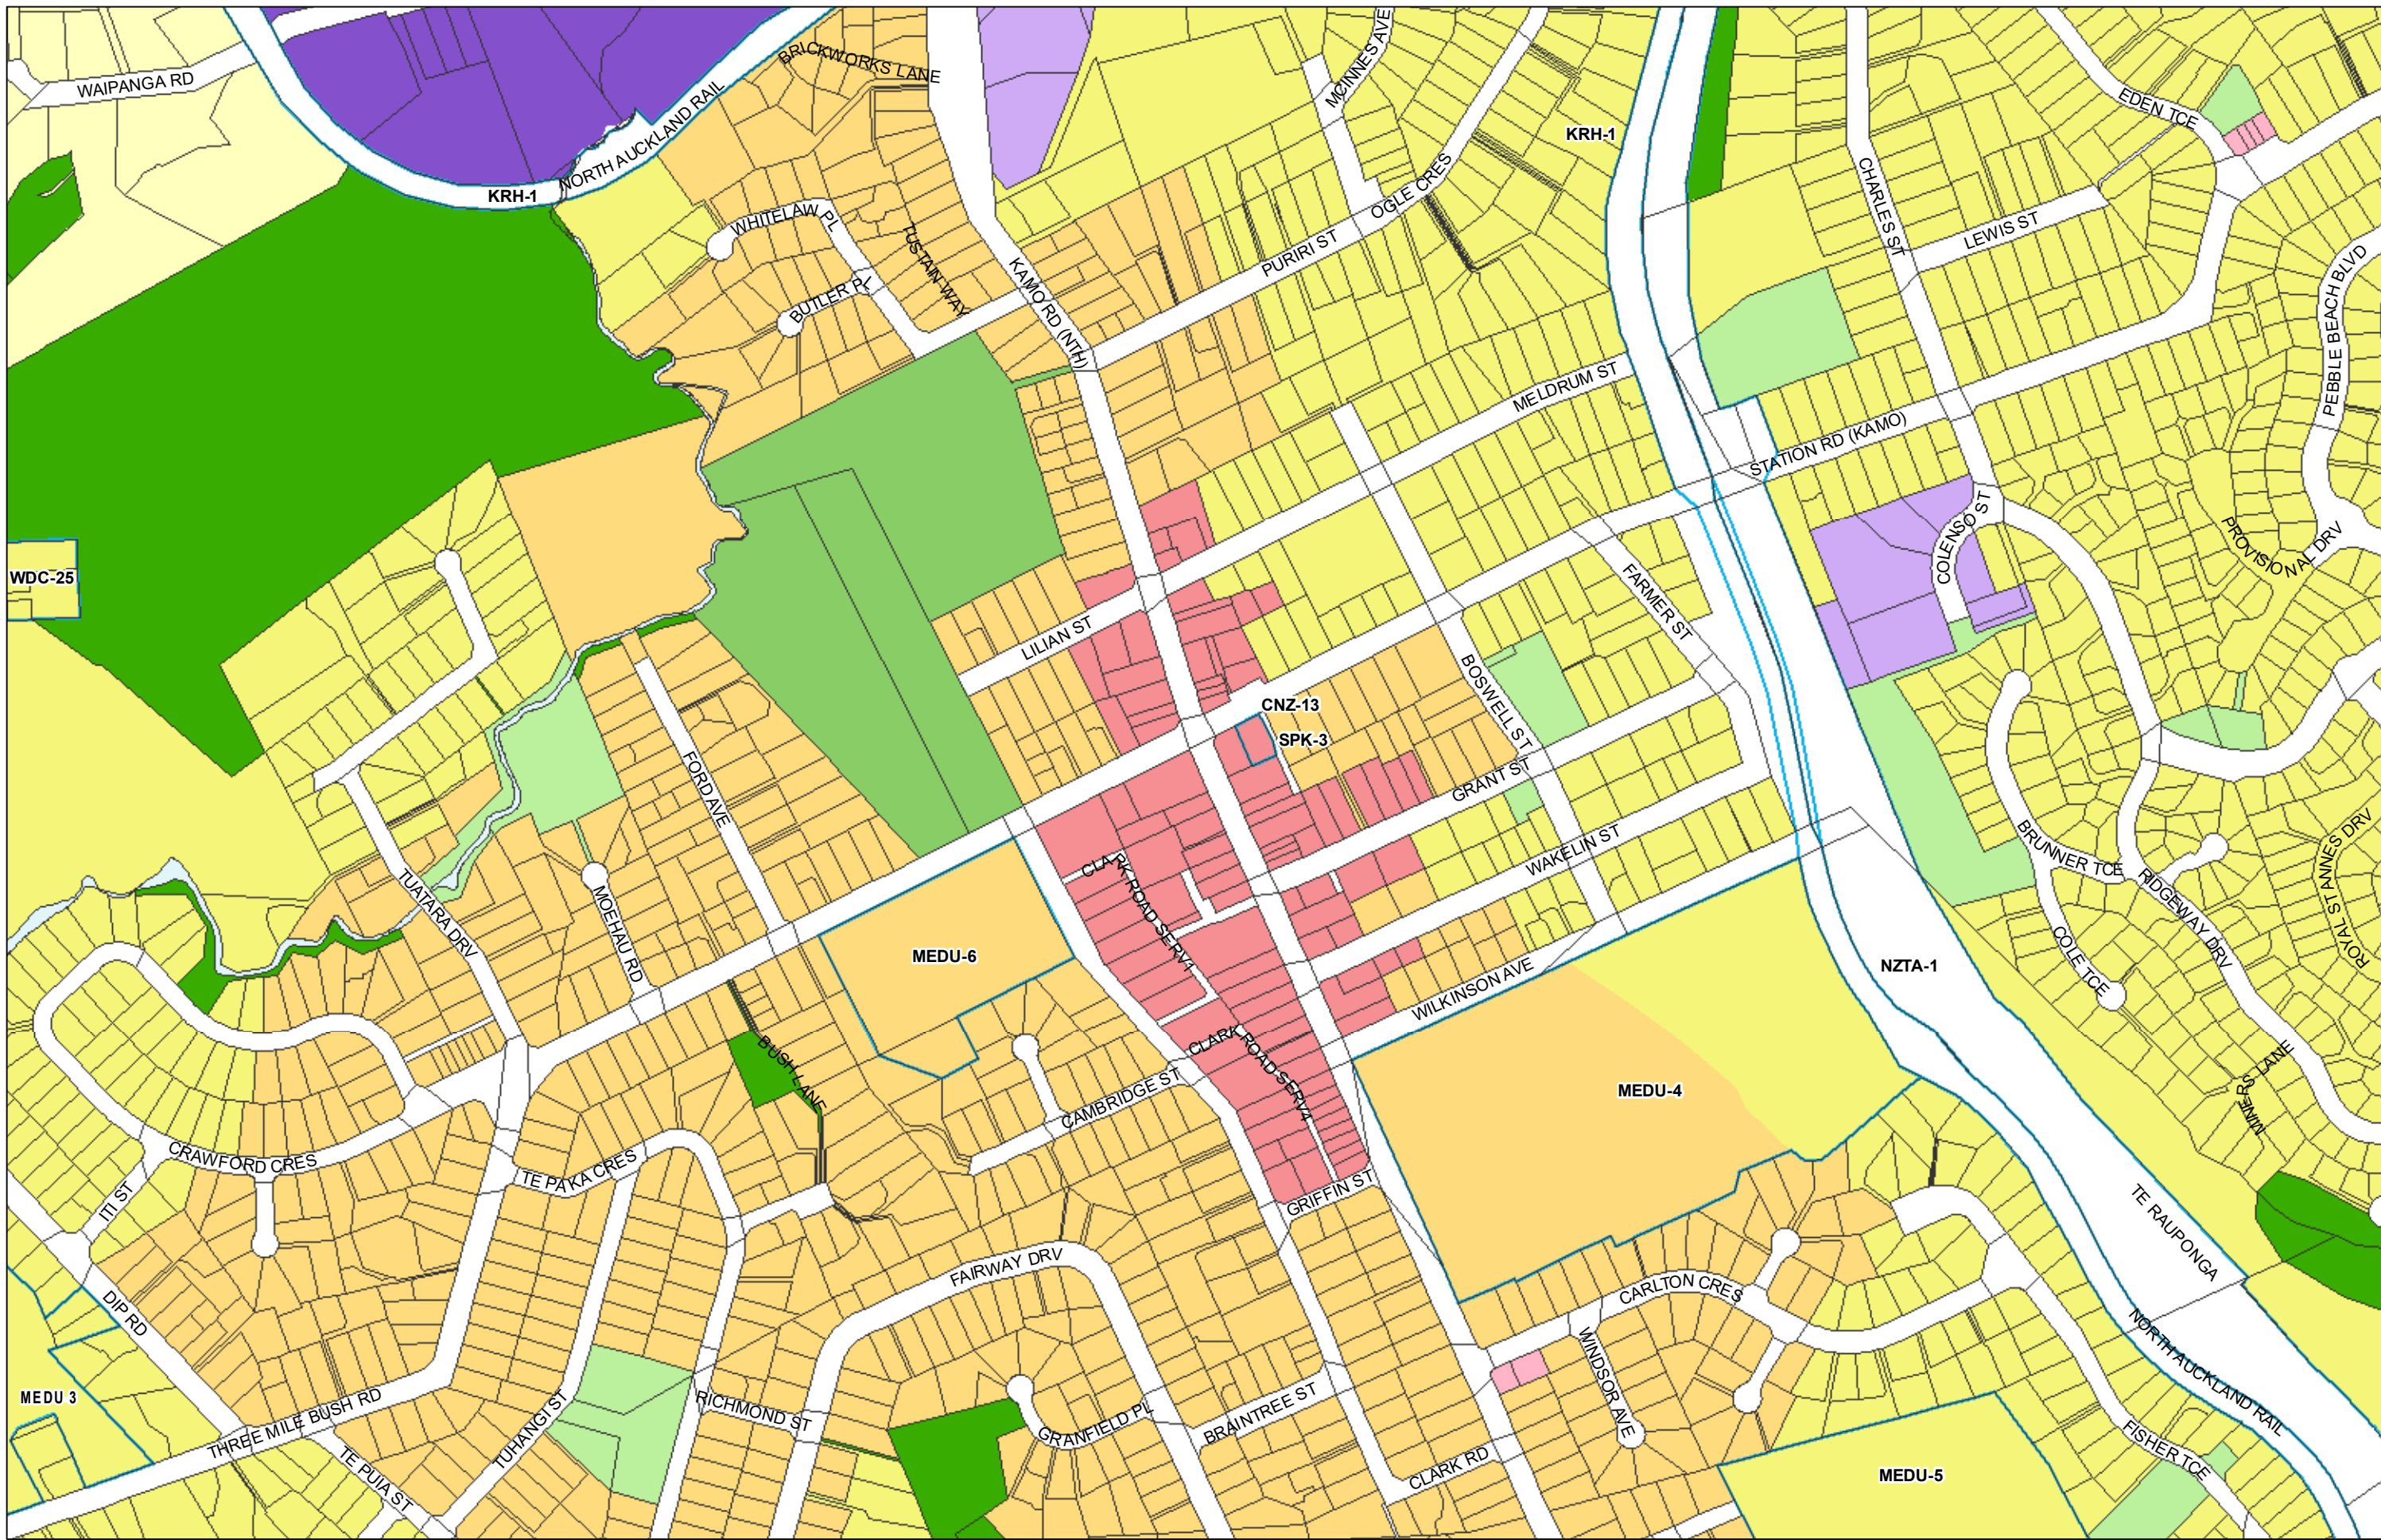 BRICKWORKS LANE
MCINNES AVE
WAIPANGA RD
EDEN TCE
KRH-1
NORTH AUCKLAND RAIL
KRH-1
CHARLES ST
OGLE CRES
WHITELAW PL
TUSTAIN WAY
PURIRI ST
LEWIS ST
BUTLER PL
KAMO RD (NTH)
PEBBLE BEACH BLVD
MELDRUM ST
STATION RD (KAMO)
COLENSO ST
PROVISIONAL DRV
WDC-25
FARMER ST
LILIAN ST
BOSWELL ST
CNZ-13
SPK-3
FORD AVE
GRANT ST
CLARK ROAD SERV1
WAKELIN ST
BRUNNER TCE
ROYAL ST ANNES DRV
TUATARA DRV
MOEHAU RD
RIDGEWAY DRV
COLE TCE
MEDU-6
NZTA-1
WILKINSON AVE
BUSH LANE
CLARK ROAD SERV4
CAMBRIDGE ST
MEDU-4
MINERS LANE
CRAWFORD CRES
TE PAKA CRES
ITI ST
GRIFFIN ST
TE RAUPONGA
FAIRWAY DRV
CARLTON CRES
DIP RD
WINDSOR AVE
NORTH AUCKLAND RAIL
MEDU 3
THREE MILE BUSH RD
TE PUIA ST
TUHANGI ST
RICHMOND ST
GRANFIELD PL
BRAINTREE ST
CLARK RD
MEDU-5
FISHER TCE